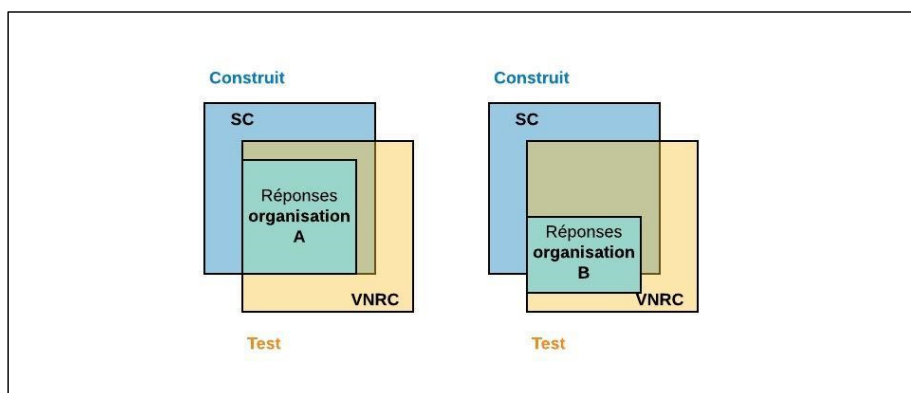 Construit
SC
Réponses
organisation
A
VNRC
Test
Construit
SC
Réponses
organisation
B
VNRC
Test